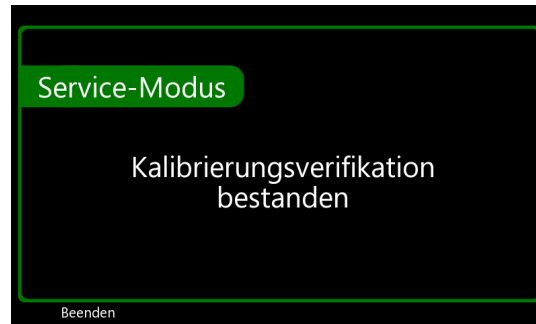 Service-Modus
Kalibrierungsverifikation
bestanden
Beenden